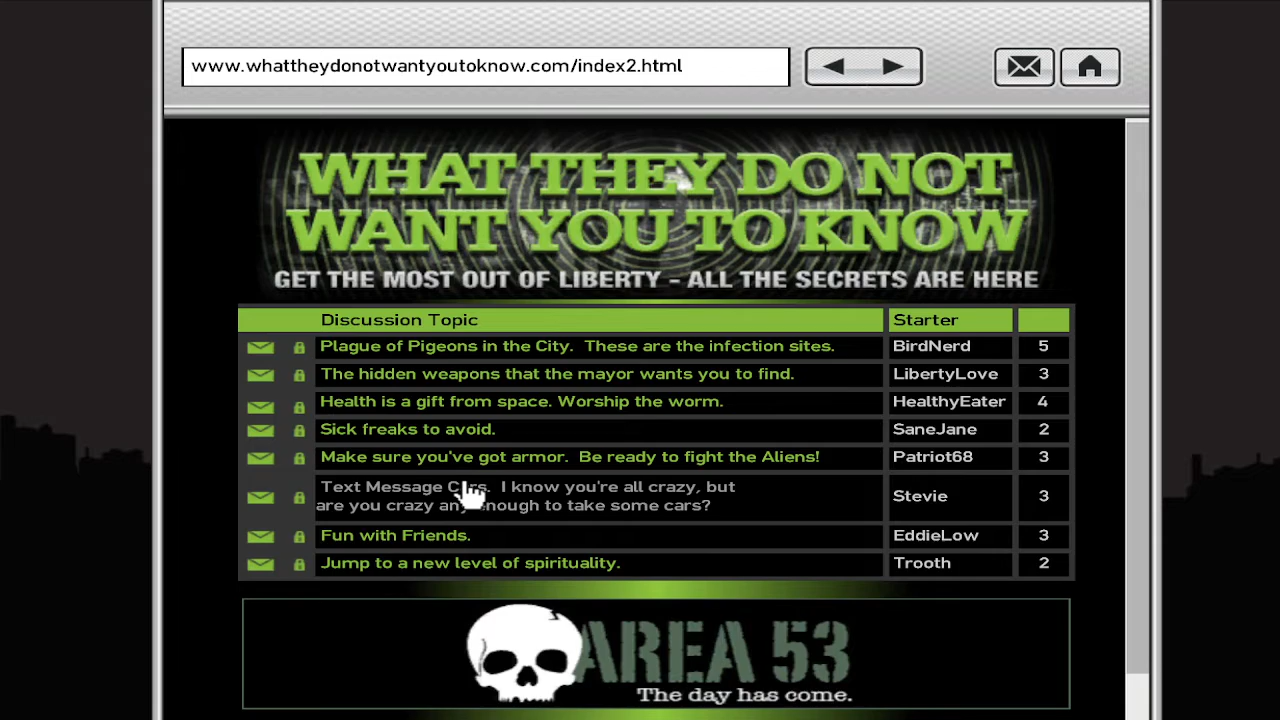 www.whattheydonotwantyoutoknow.com/index2.html
WHAT THEY DO NOT
WANT YOU TO KNOW
GET THE MOST OUT OF LIBERTY - ALL THE SECRETS ARE HERE
Discussion Topic Starter
Plague of Pigeons in the City. These are the infection sites. BirdNerd 5
The hidden weapons that the mayor wants you to find. LibertyLove 3
Health is a gift from space. Worship the worm. HealthyEater 4
Sick freaks to avoid. SaneJane 2
Make sure you've got armor. Be ready to fight the Aliens! Patriot68 3
Text Message Cars. I know you're all crazy, but
are you crazy any enough to take some cars? Stevie 3
Fun with Friends. EddieLow 3
Jump to a new level of spirituality. Trooth 2
AREA 53
The day has come.